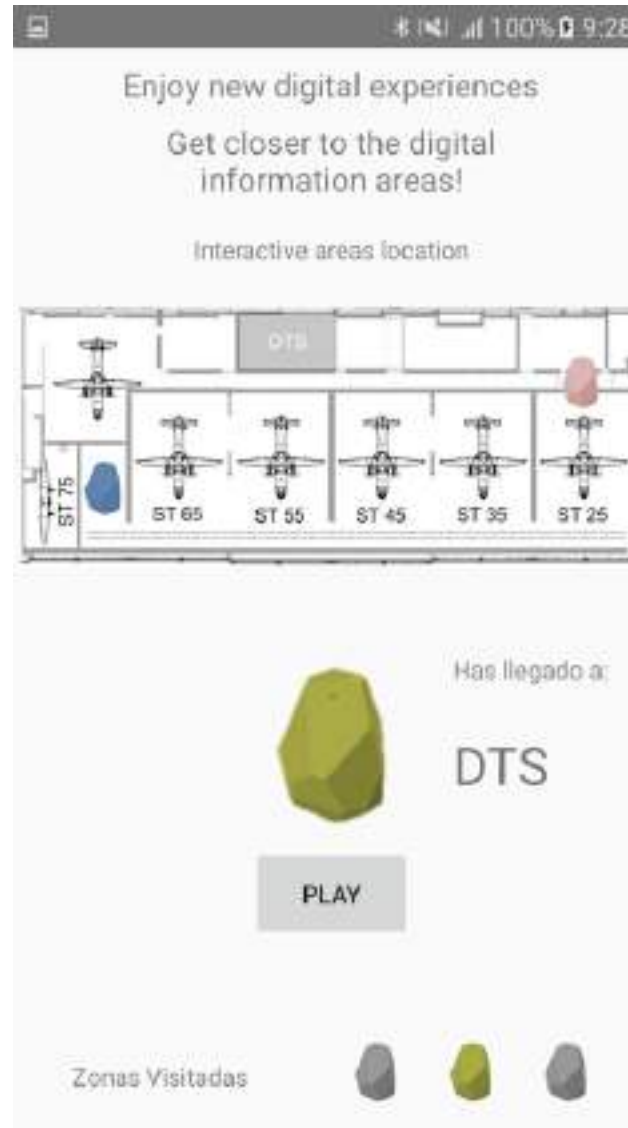 100% 9:28
Enjoy new digital experiences
Get closer to the digital
information areas!
Interactive areas location
DTS
ST 75
ST 65
ST 55
ST 45
ST 35
ST 25
Has llegado a:
DTS
PLAY
Zonas Visitadas